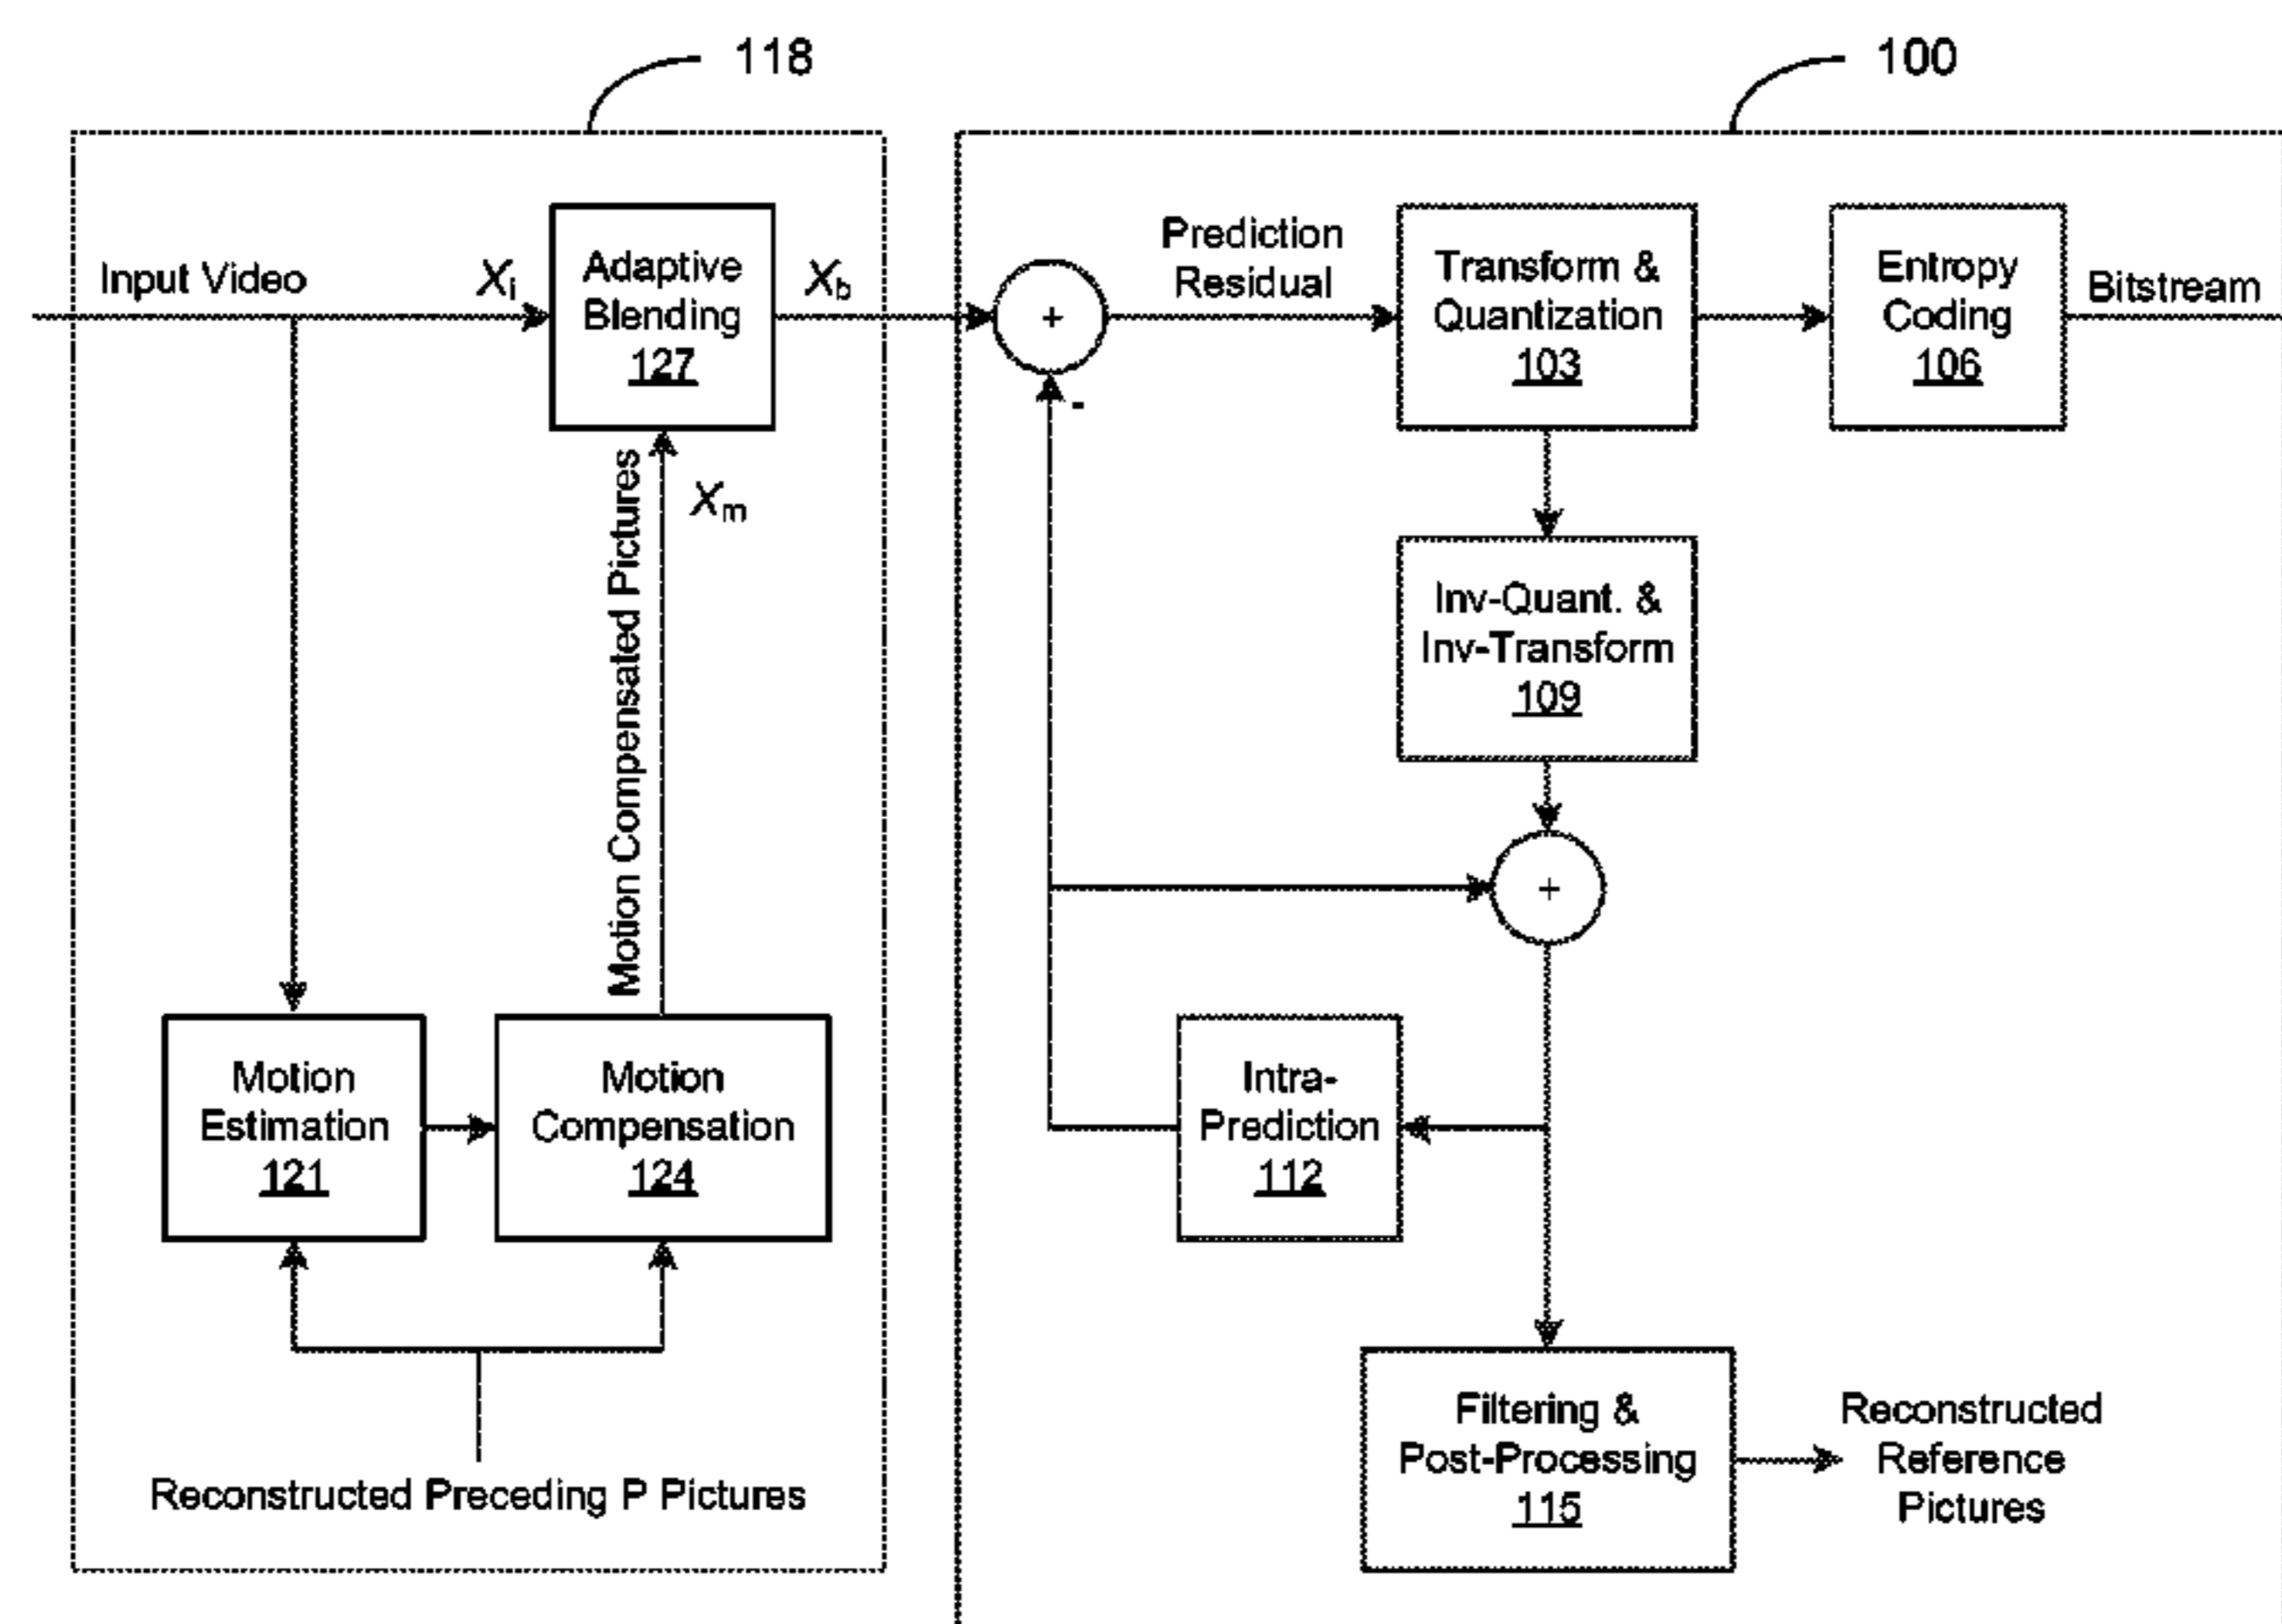 118
100
Input Video
Xi
Adaptive
Blending
127
Xb
Prediction
Residual
+
-
Transform &
Quantization
103
Entropy
Coding
106
Bitstream
Motion Compensated Pictures
Xm
Inv-Quant. &
Inv-Transform
109
+
Motion
Estimation
121
Motion
Compensation
124
Intra-
Prediction
112
Reconstructed Preceding P Pictures
Filtering &
Post-Processing
115
Reconstructed
Reference
Pictures